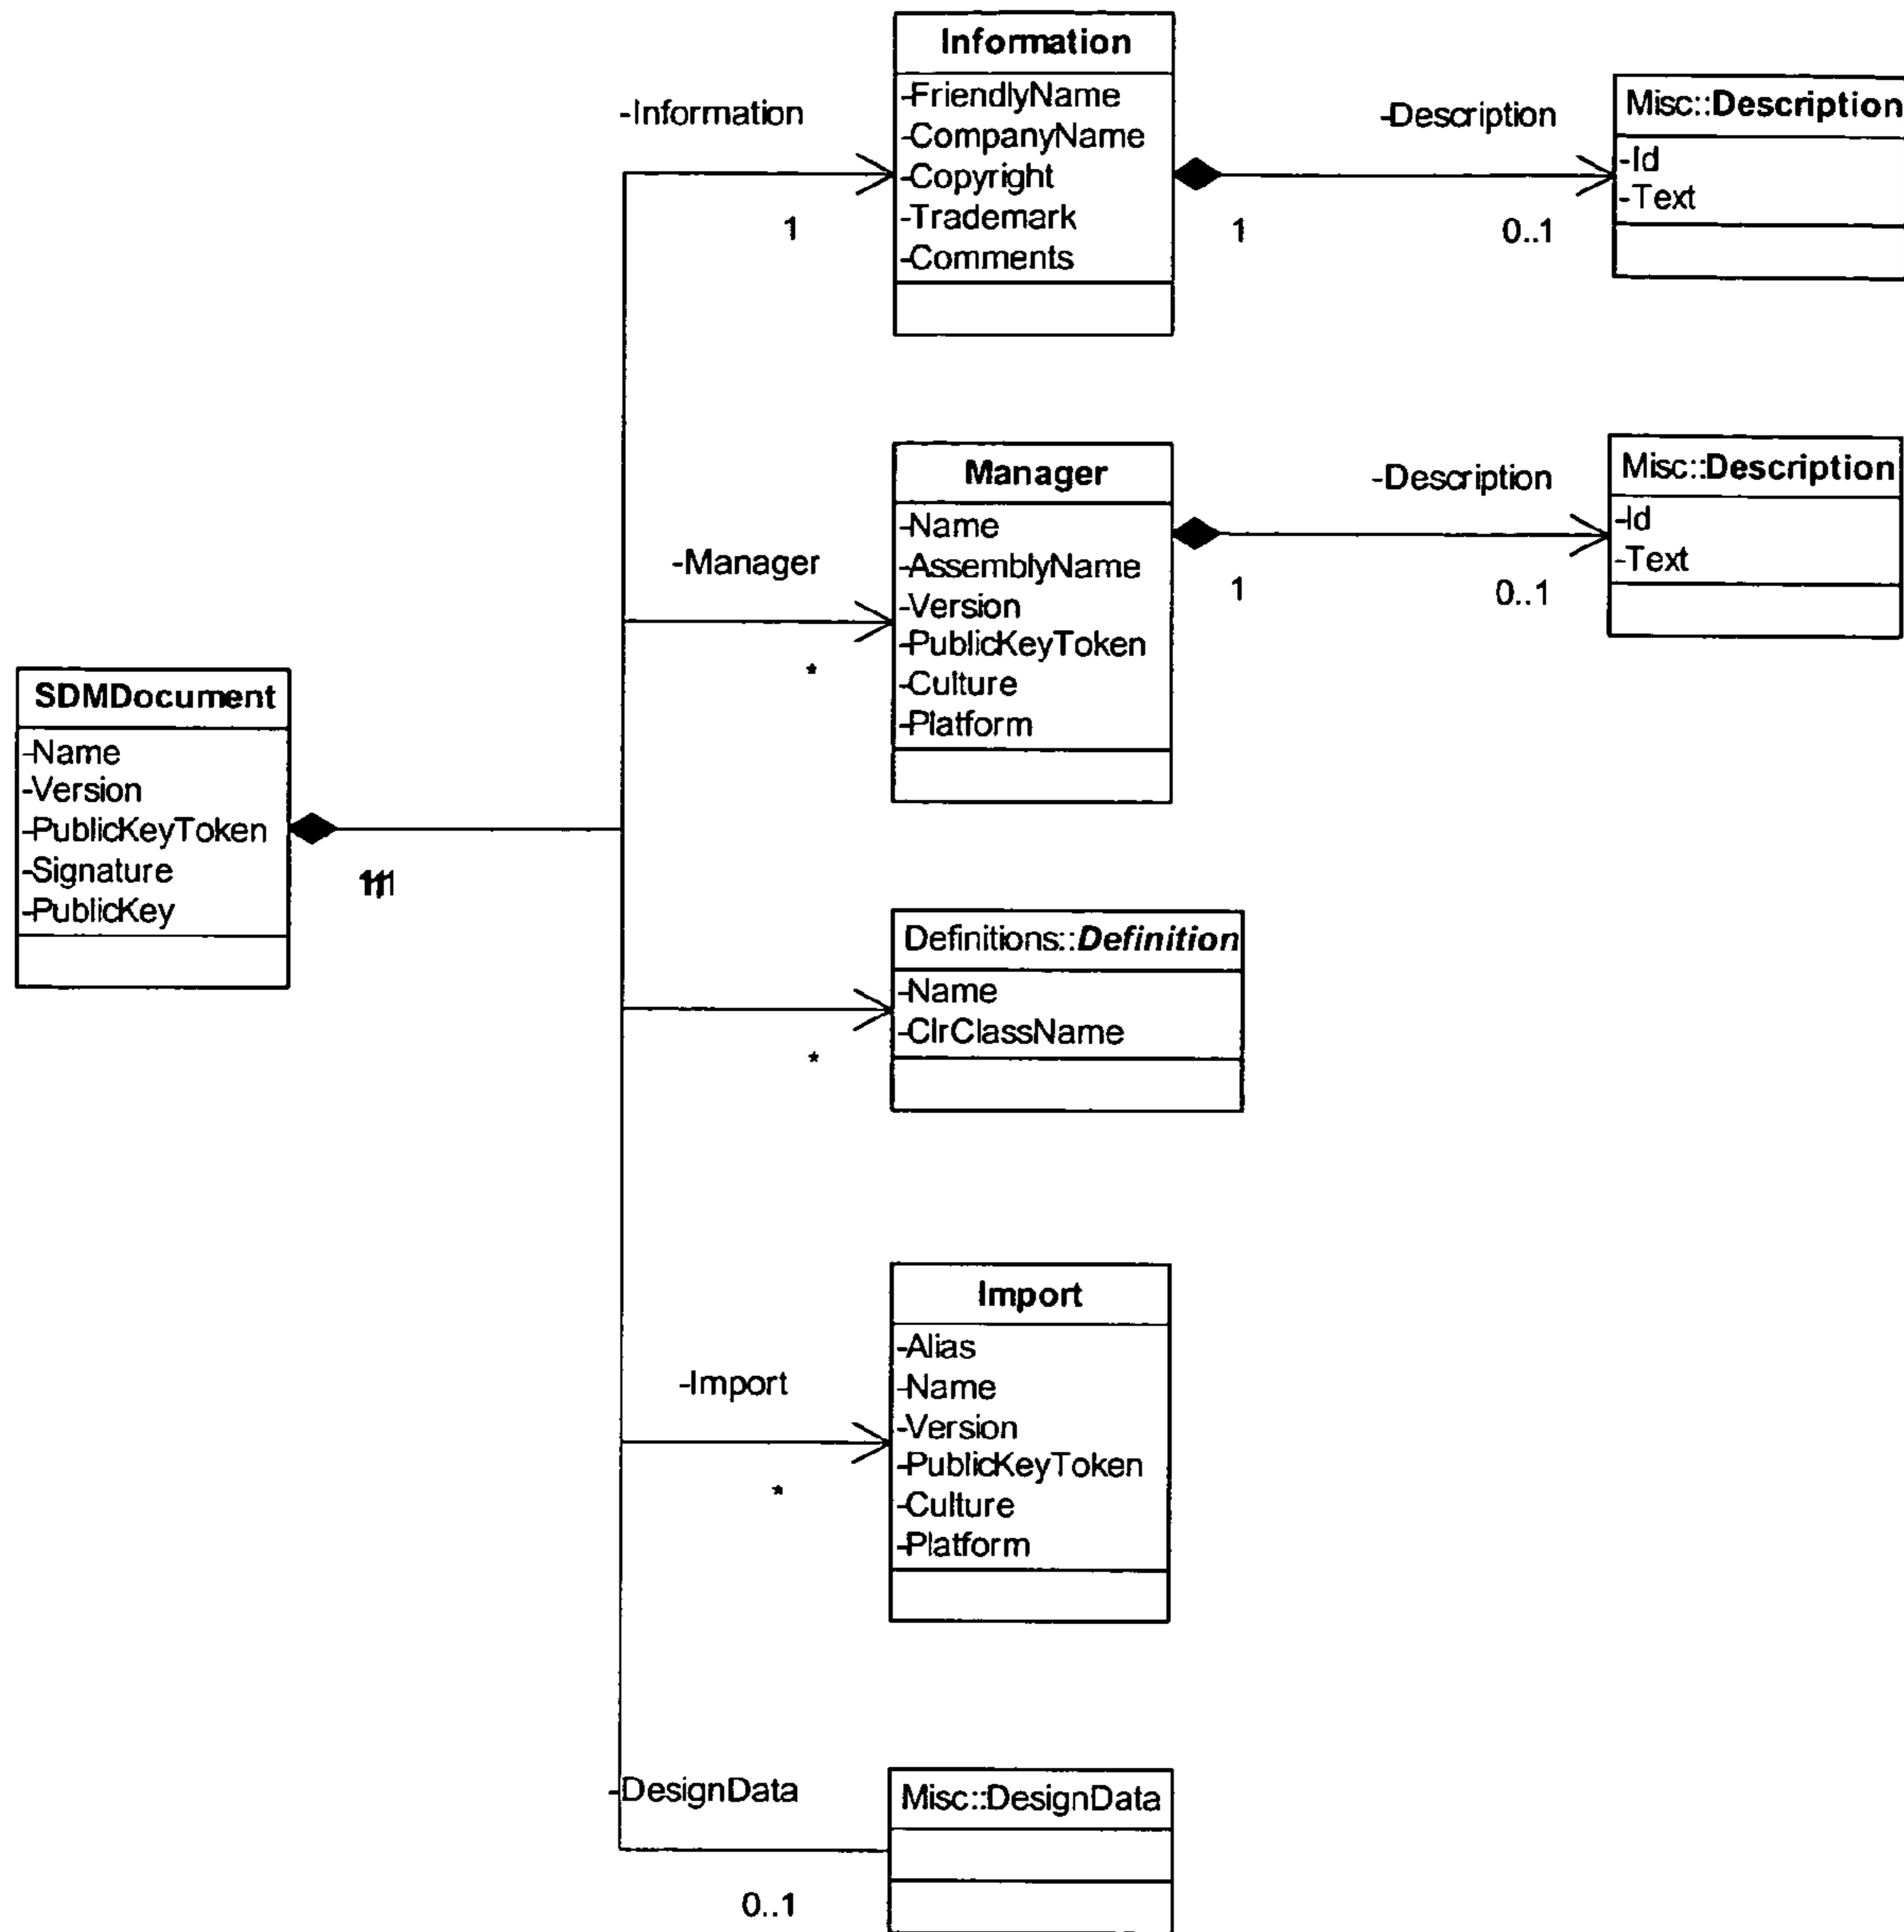 Information
-FriendlyName
-CompanyName
-Copyright
-Trademark
-Comments
-Information
1
-Description
1
0..1
Misc::Description
-Id
-Text
Manager
-Name
-AssemblyName
-Version
-PublicKeyToken
-Culture
-Platform
-Manager
*
-Description
1
0..1
Misc::Description
-Id
-Text
SDMDocument
-Name
-Version
-PublicKeyToken
-Signature
-PublicKey
Definitions::Definition
-Name
-ClrClassName
*
Import
-Alias
-Name
-Version
-PublicKeyToken
-Culture
-Platform
-Import
*
-DesignData
0..1
Misc::DesignData